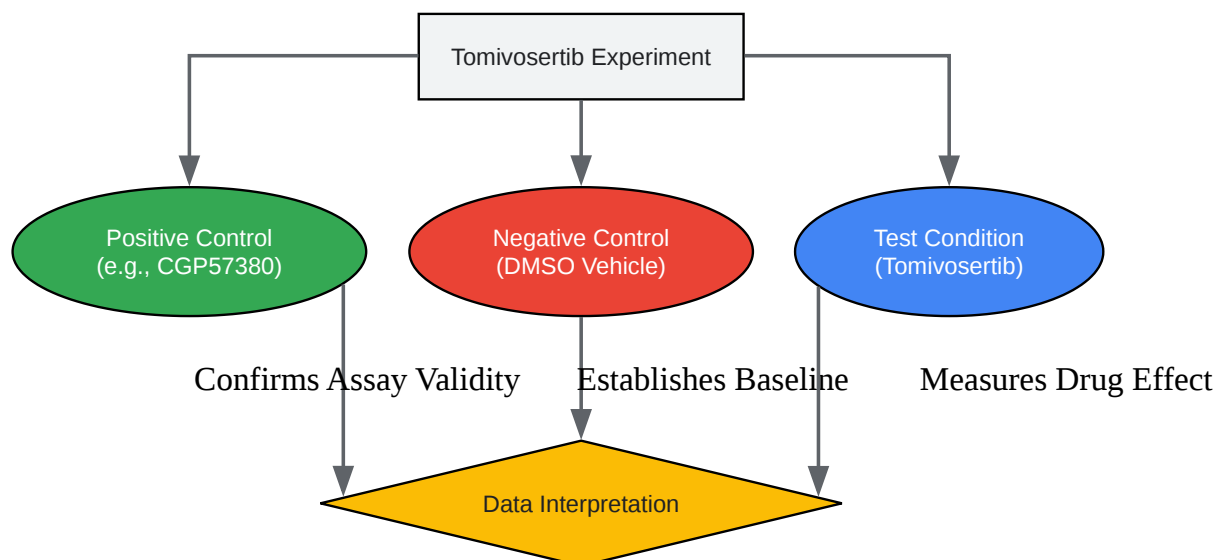 Tomivosertib Experiment
Positive Control
(e.g., CGP57380)
Negative Control
(DMSO Vehicle)
Test Condition
(Tomivosertib)
Confirms Assay Validity
Establishes Baseline
Measures Drug Effect
Data Interpretation